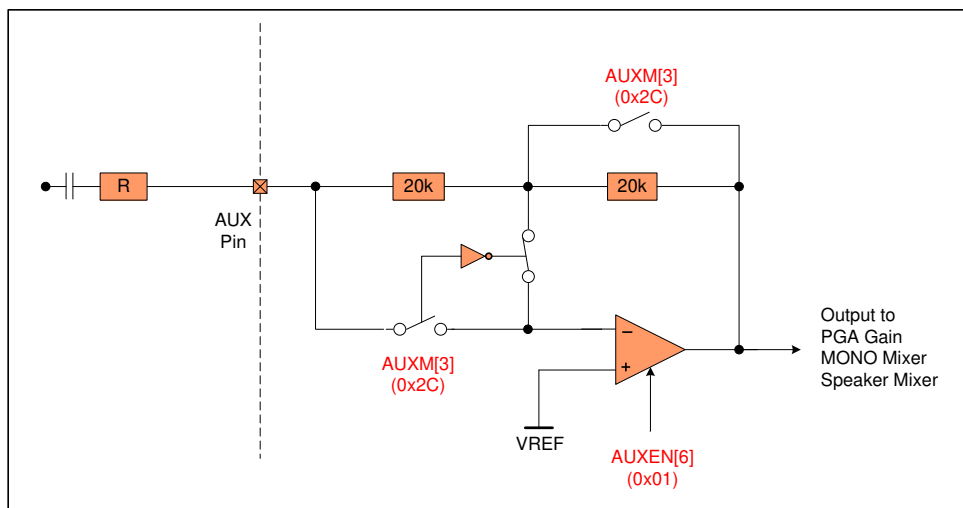 AUXM[3]
(0x2C)
R
20k
20k
AUX
Pin
AUXM[3]
(0x2C)
−
+
VREF
AUXEN[6]
(0x01)
Output to
PGA Gain
MONO Mixer
Speaker Mixer